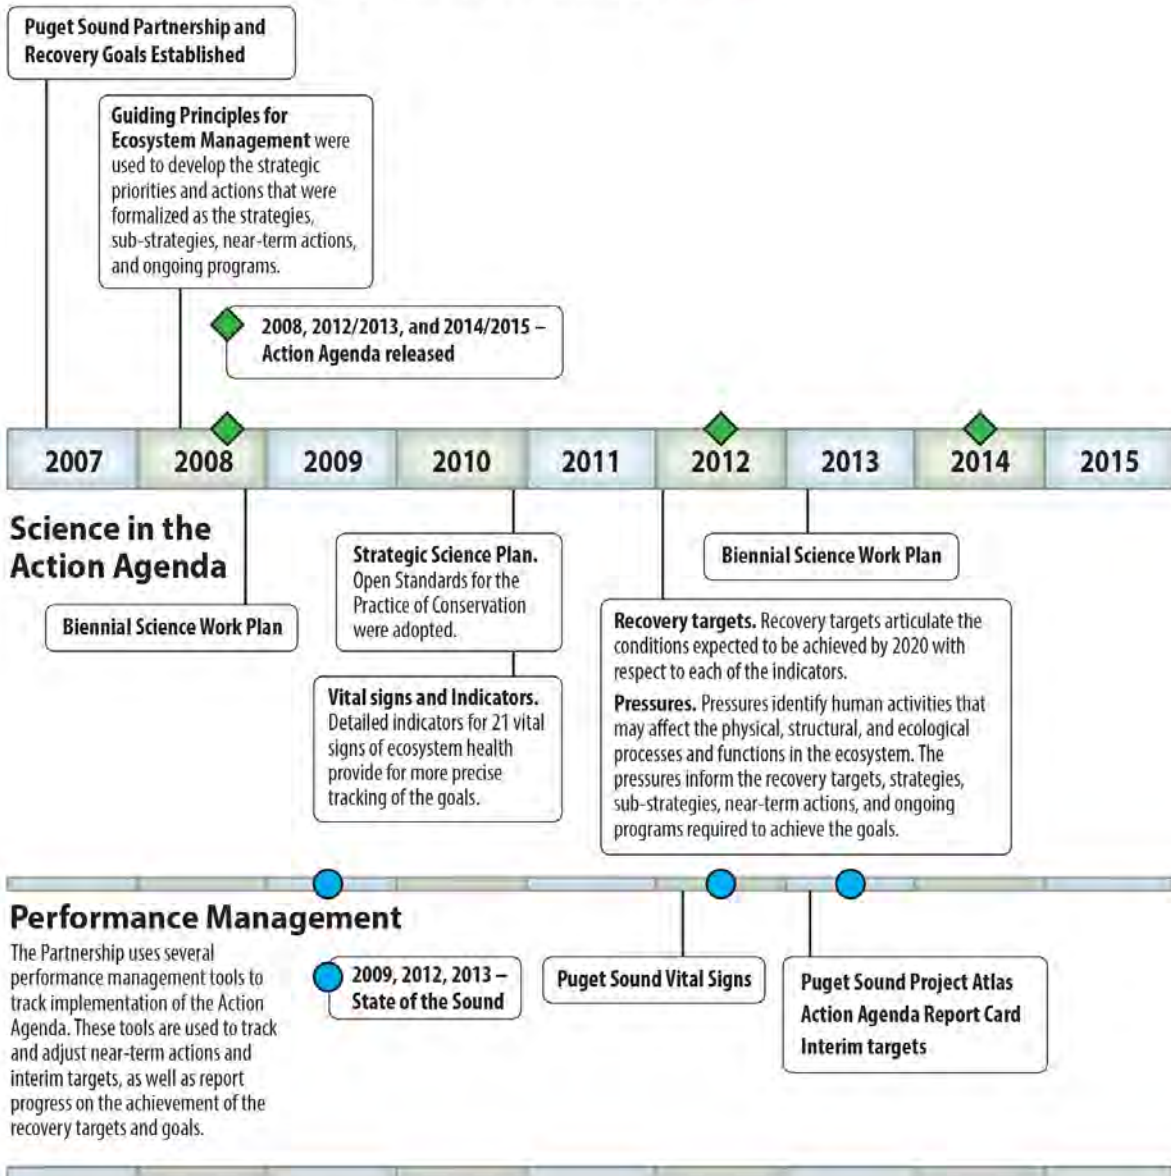 Puget Sound Partnership and
Recovery Goals Established
Guiding Principles for
Ecosystem Management were
used to develop the strategic
priorities and actions that were
formalized as the strategies,
sub-strategies, near-term actions,
and ongoing programs.
2008, 2012/2013, and 2014/2015 –
Action Agenda released
2007 2008 2009 2010 2011 2012 2013 2014 2015
Science in the
Action Agenda
Biennial Science Work Plan
Strategic Science Plan.
Open Standards for the
Practice of Conservation
were adopted.
Vital signs and Indicators.
Detailed indicators for 21 vital
signs of ecosystem health
provide for more precise
tracking of the goals.
Biennial Science Work Plan
Recovery targets. Recovery targets articulate the
conditions expected to be achieved by 2020 with
respect to each of the indicators.
Pressures. Pressures identify human activities that
may affect the physical, structural, and ecological
processes and functions in the ecosystem. The
pressures inform the recovery targets, strategies,
sub-strategies, near-term actions, and ongoing
programs required to achieve the goals.
Performance Management
The Partnership uses several
performance management tools to
track implementation of the Action
Agenda. These tools are used to track
and adjust near-term actions and
interim targets, as well as report
progress on the achievement of the
recovery targets and goals.
2009, 2012, 2013 –
State of the Sound
Puget Sound Vital Signs
Puget Sound Project Atlas
Action Agenda Report Card
Interim targets